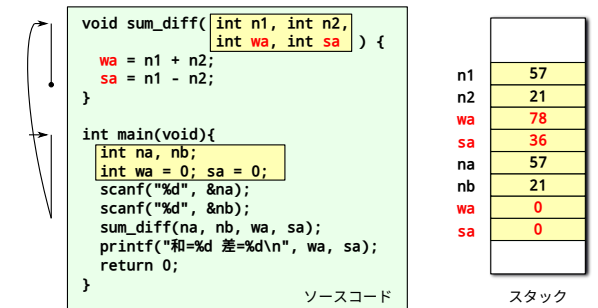 void sum_diff( int n1, int n2,
int wa, int sa ) {
wa = n1 + n2;
sa = n1 - n2;
}
int main(void){
int na, nb;
int wa = 0; sa = 0;
scanf("%d", &na);
scanf("%d", &nb);
sum_diff(na, nb, wa, sa);
printf("和=%d 差=%d\n", wa, sa);
return 0;
}
ソースコード
n1 57
n2 21
wa 78
sa 36
na 57
nb 21
wa 0
sa 0
スタック